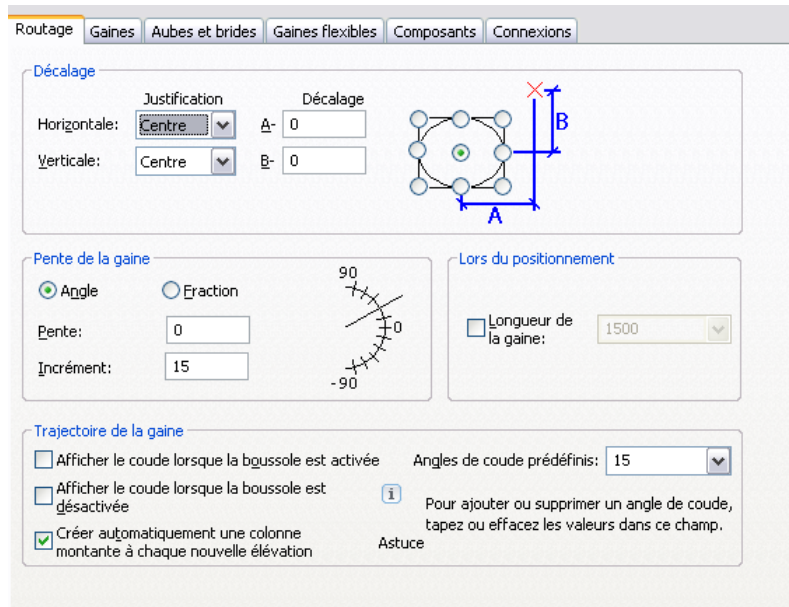 Routage Gaines Aubes et brides Gaines flexibles Composants Connexions
Décalage
Justification Décalage
Horizontale: Centre A- 0
Verticale: Centre B- 0
B
A
Pente de la gaine
Angle Fraction
Pente: 0
Incrément: 15
90
0
-90
Lors du positionnement
Longueur de
la gaine: 1500
Trajectoire de la gaine
Afficher le coude lorsque la boussole est activée
Afficher le coude lorsque la boussole est
désactivée
Créer automatiquement une colonne
montante à chaque nouvelle élévation
Angles de coude prédéfinis: 15
i
Pour ajouter ou supprimer un angle de coude,
tapez ou effacez les valeurs dans ce champ.
Astuce